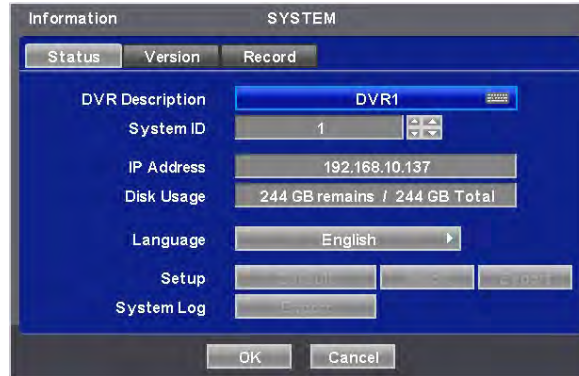 Information SYSTEM
Status Version Record
DVR Description DVR1
System ID 1
IP Address 192.168.10.137
Disk Usage 244 GB remains / 244 GB Total
Language English
Setup
System Log
OK Cancel